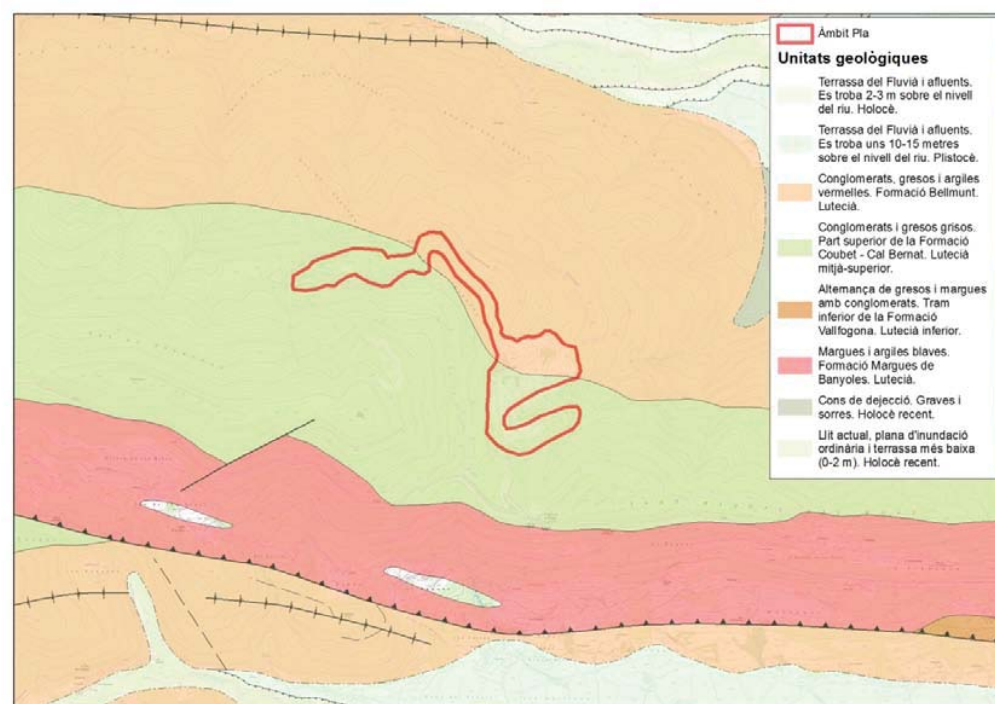 Àmbit Pla
Unitats geològiques
Terrassa del Fluvià i afluents.
Es troba 2-3 m sobre el nivell
del riu. Holocè.
Terrassa del Fluvià i afluents.
Es troba uns 10-15 metres
sobre el nivell del riu. Plistocè.
Conglomerats, gresos i argiles
vermelles. Formació Bellmunt.
Lutecià.
Conglomerats i gresos grisos.
Part superior de la Formació
Coubet - Cal Bernat. Lutecià
mitjà-superior.
Alternança de gresos i margues
amb conglomerats. Tram
inferior de la Formació
Vallfogona. Lutecià inferior.
Margues i argiles blaves.
Formació Margues de
Banyoles. Lutecià.
Cons de dejecció. Graves i
sorres. Holocè recent.
Llit actual, plana d'inundació
ordinària i terrassa més baixa
(0-2 m). Holocè recent.